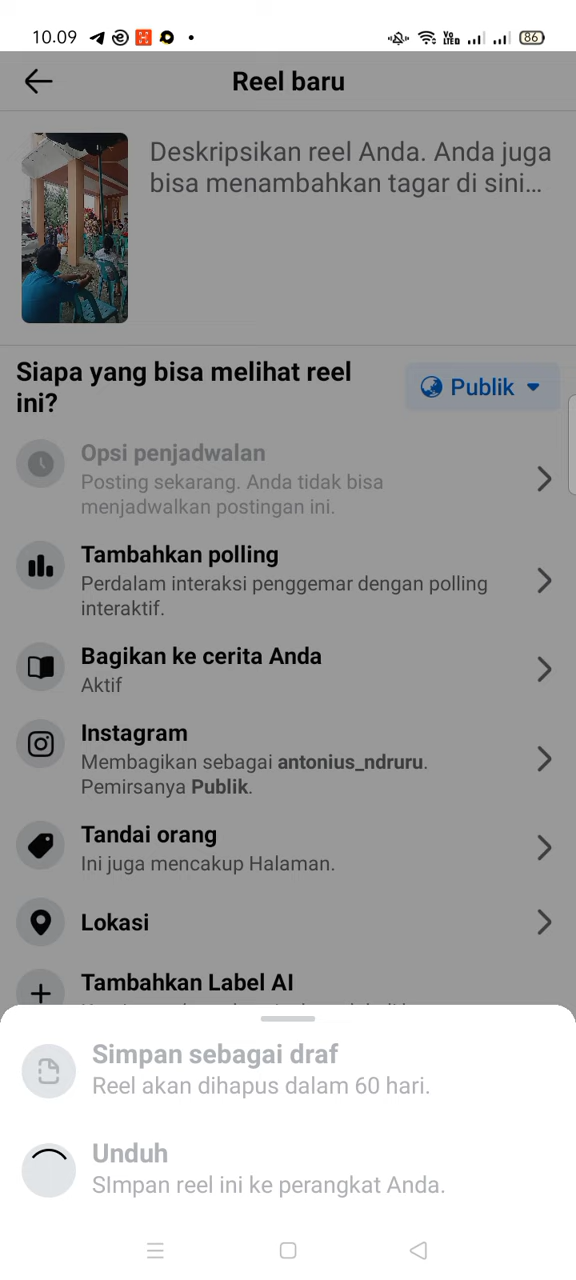 10.09
Vo
LTED
86
Reel baru
Deskripsikan reel Anda. Anda juga
bisa menambahkan tagar di sini...
Siapa yang bisa melihat reel
ini?
Publik
Opsi penjadwalan
Posting sekarang. Anda tidak bisa
menjadwalkan postingan ini.
Tambahkan polling
Perdalam interaksi penggemar dengan polling
interaktif.
Bagikan ke cerita Anda
Aktif
Instagram
Membagikan sebagai antonius_ndruru.
Pemirsanya Publik.
Tandai orang
Ini juga mencakup Halaman.
Lokasi
Tambahkan Label AI
Simpan sebagai draf
Reel akan dihapus dalam 60 hari.
Unduh
SImpan reel ini ke perangkat Anda.